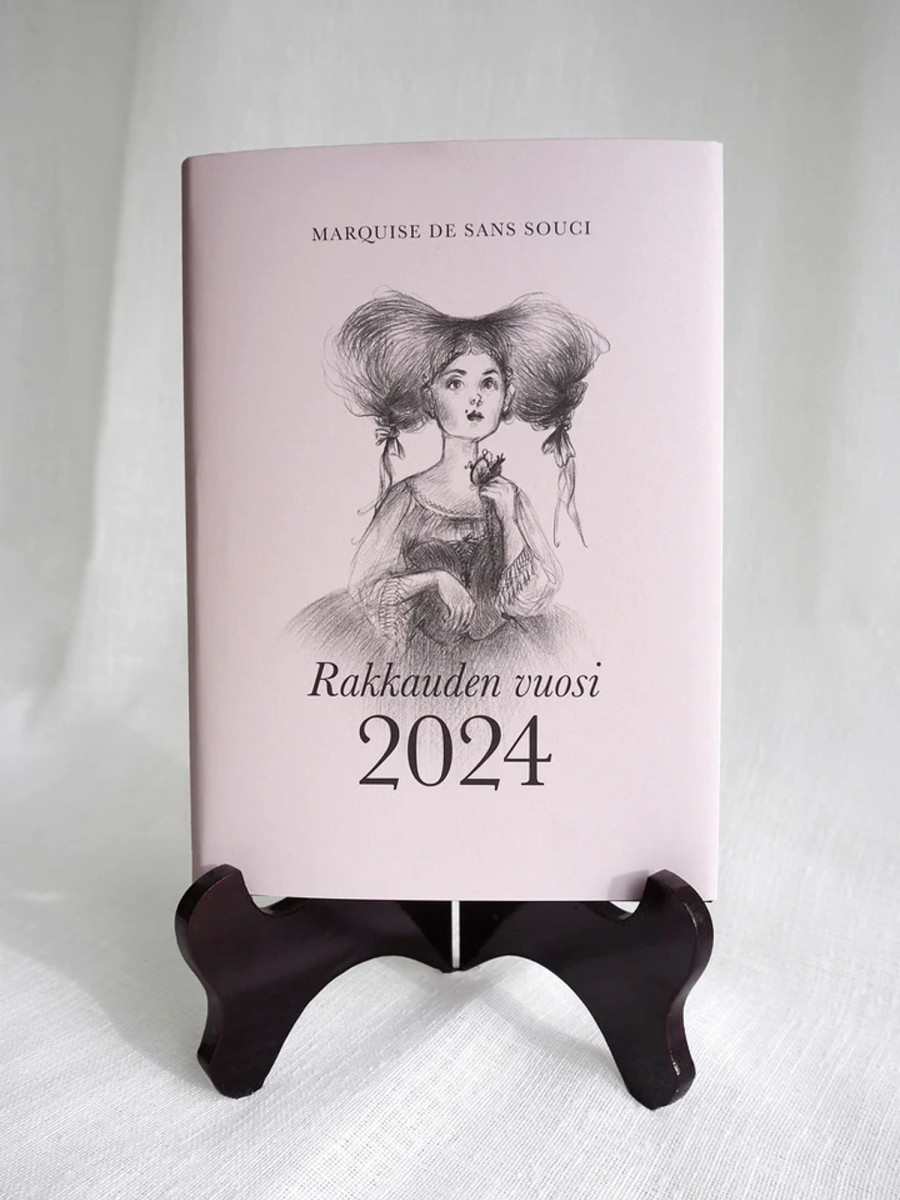 MARQUISE DE SANS SOUCI
Rakkauden vuosi
2024